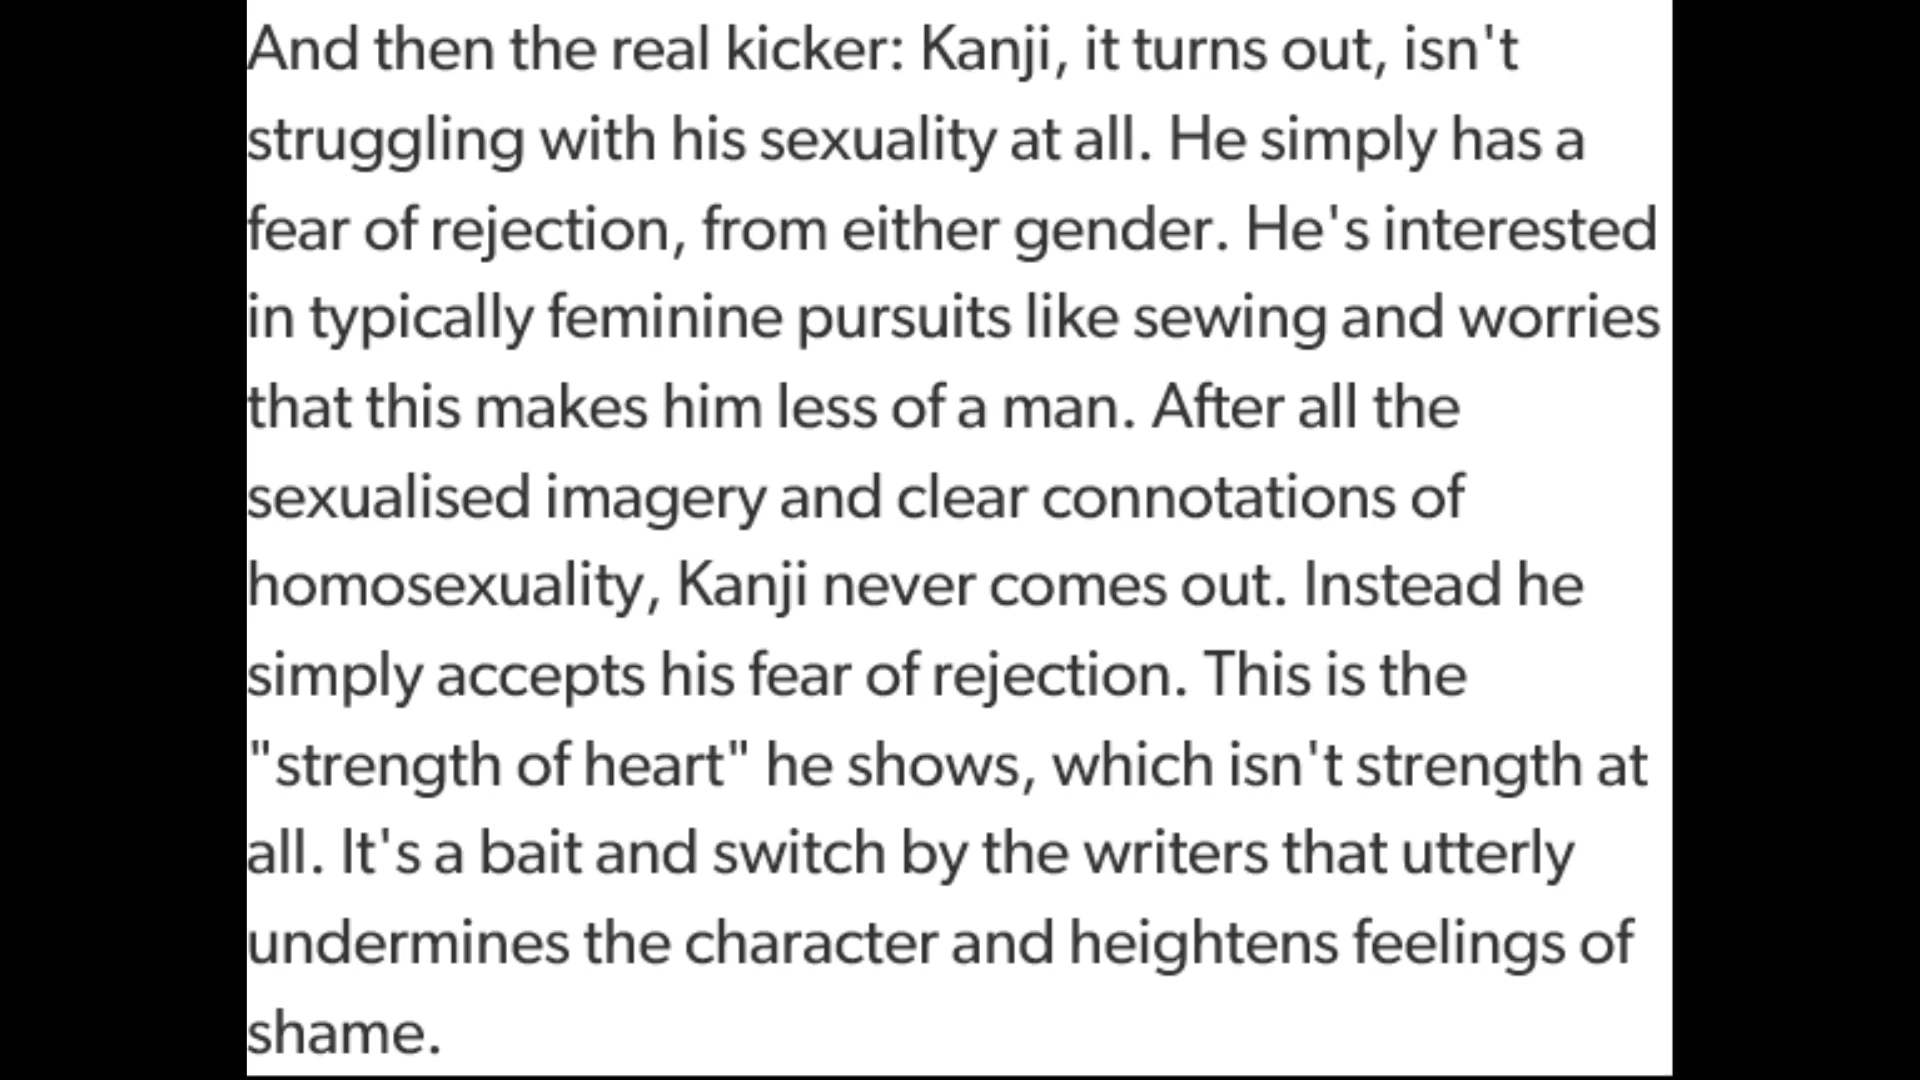 And then the real kicker: Kanji, it turns out, isn't
struggling with his sexuality at all. He simply has a
fear of rejection, from either gender. He's interested
in typically feminine pursuits like sewing and worries
that this makes him less of a man. After all the
sexualised imagery and clear connotations of
homosexuality, Kanji never comes out. Instead he
simply accepts his fear of rejection. This is the
"strength of heart" he shows, which isn't strength at
all. It's a bait and switch by the writers that utterly
undermines the character and heightens feelings of
shame.